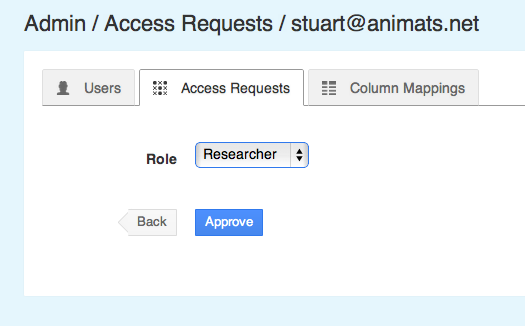 Admin / Access Requests / stuart@animats.net
Users Access Requests Column Mappings
Role Researcher
Back Approve